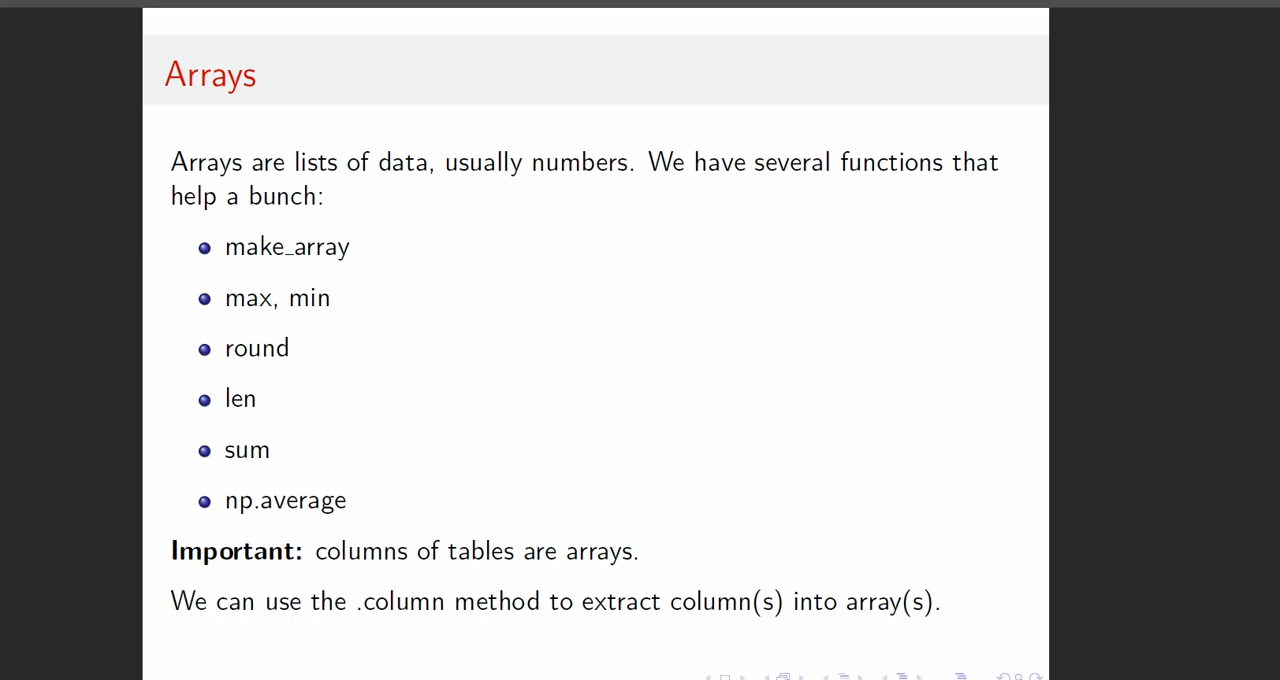 Arrays
Arrays are lists of data, usually numbers. We have several functions that
help a bunch:
make_array
max, min
round
len
sum
np.average
Important: columns of tables are arrays.
We can use the .column method to extract column(s) into array(s).